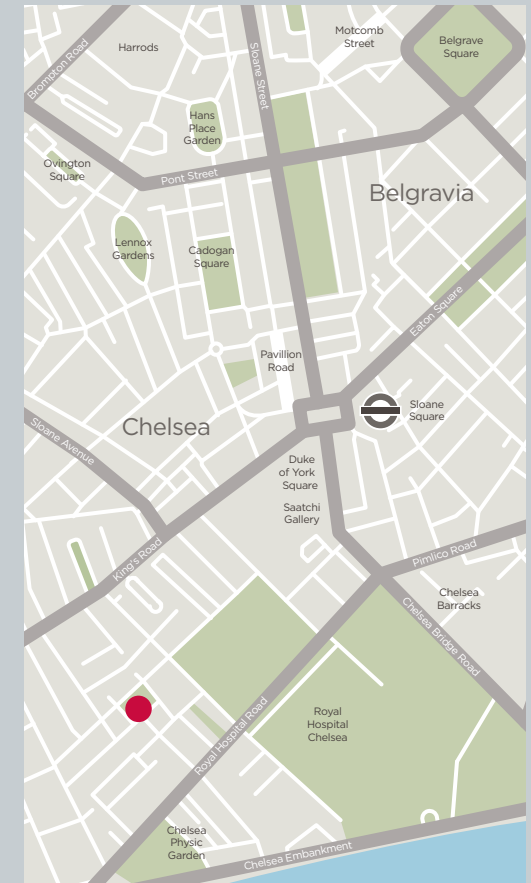 Motcomb
Street
Belgrave
Square
Harrods
Brompton Road
Sloane Street
Hans
Place
Garden
Ovington
Square
Pont Street
Belgravia
Lennox
Gardens
Cadogan
Square
Eaton Square
Pavillion
Road
Sloane
Square
Chelsea
Sloane Avenue
Duke
of York
Square
Saatchi
Gallery
King's Road
Pimlico Road
Chelsea
Barracks
Chelsea Bridge Road
Royal
Hospital
Chelsea
Royal Hospital Road
Chelsea
Physic
Garden
Chelsea Embankment